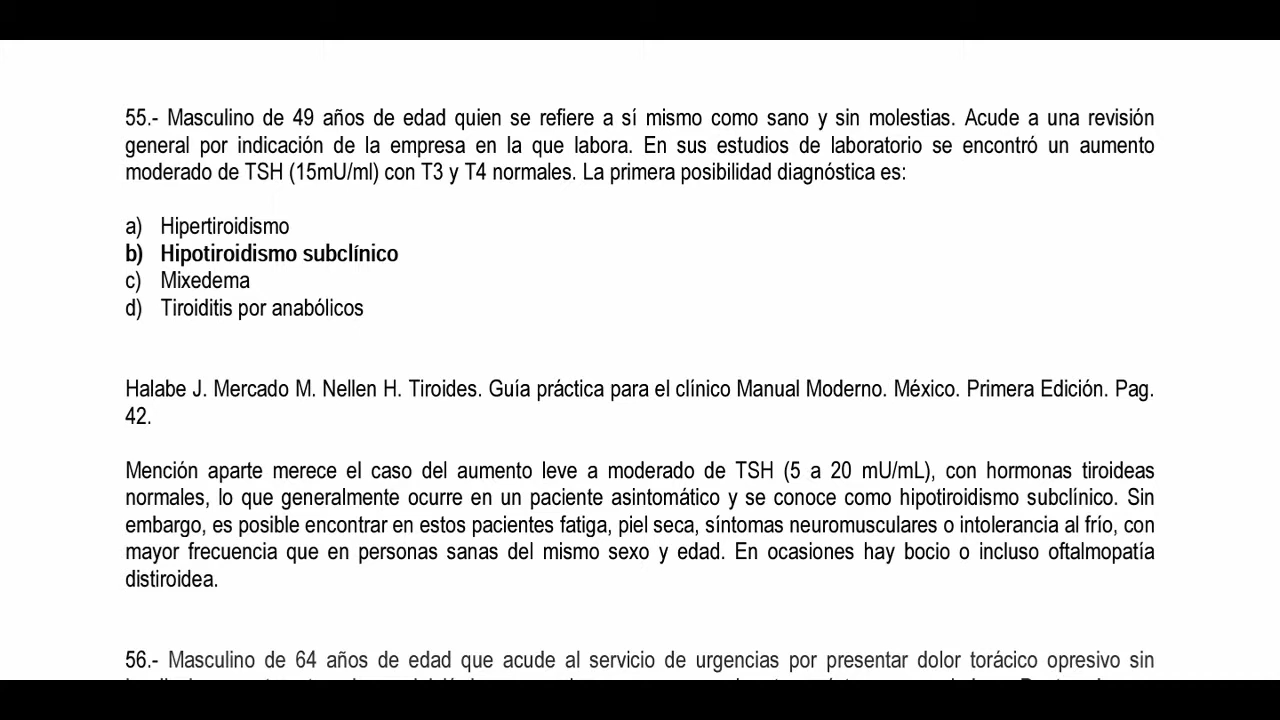 55.- Masculino de 49 años de edad quien se refiere a sí mismo como sano y sin molestias. Acude a una revisión
general por indicación de la empresa en la que labora. En sus estudios de laboratorio se encontró un aumento
moderado de TSH (15mU/ml) con T3 y T4 normales. La primera posibilidad diagnóstica es:
a) Hipertiroidismo
b) Hipotiroidismo subclínico
c) Mixedema
d) Tiroiditis por anabólicos
Halabe J. Mercado M. Nellen H. Tiroides. Guía práctica para el clínico Manual Moderno. México. Primera Edición. Pag.
42.
Mención aparte merece el caso del aumento leve a moderado de TSH (5 a 20 mU/mL), con hormonas tiroideas
normales, lo que generalmente ocurre en un paciente asintomático y se conoce como hipotiroidismo subclínico. Sin
embargo, es posible encontrar en estos pacientes fatiga, piel seca, síntomas neuromusculares o intolerancia al frío, con
mayor frecuencia que en personas sanas del mismo sexo y edad. En ocasiones hay bocio o incluso oftalmopatía
distiroidea.
56.- Masculino de 64 años de edad que acude al servicio de urgencias por presentar dolor torácico opresivo sin